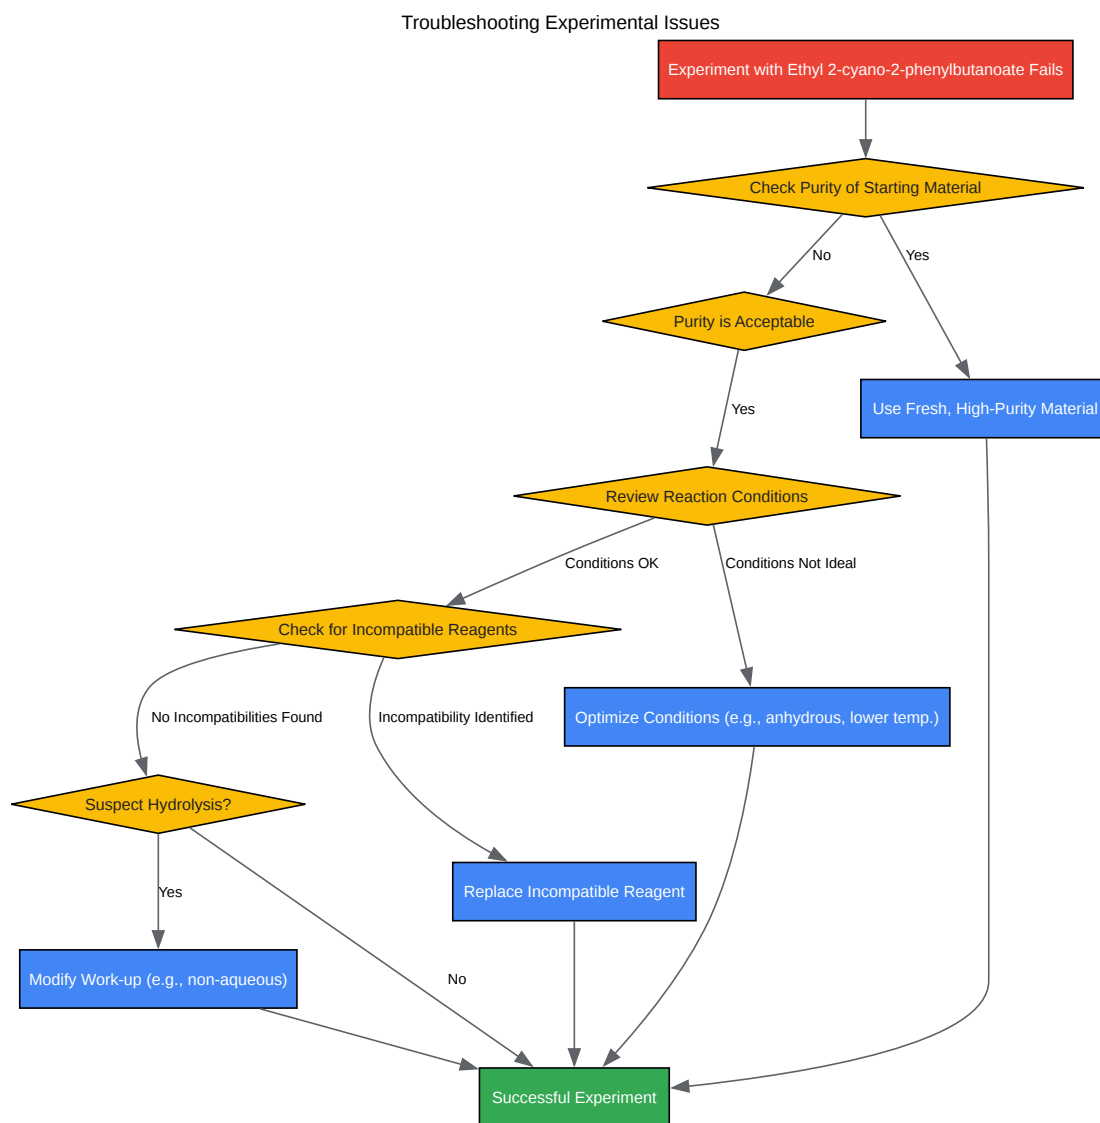 Troubleshooting Experimental Issues
Experiment with Ethyl 2-cyano-2-phenylbutanoate Fails
Check Purity of Starting Material
No
Yes
Purity is Acceptable
Yes
Use Fresh, High-Purity Material
Review Reaction Conditions
Conditions OK
Conditions Not Ideal
Check for Incompatible Reagents
No Incompatibilities Found
Incompatibility Identified
Optimize Conditions (e.g., anhydrous, lower temp.)
Suspect Hydrolysis?
Yes
Replace Incompatible Reagent
Modify Work-up (e.g., non-aqueous)
No
Successful Experiment